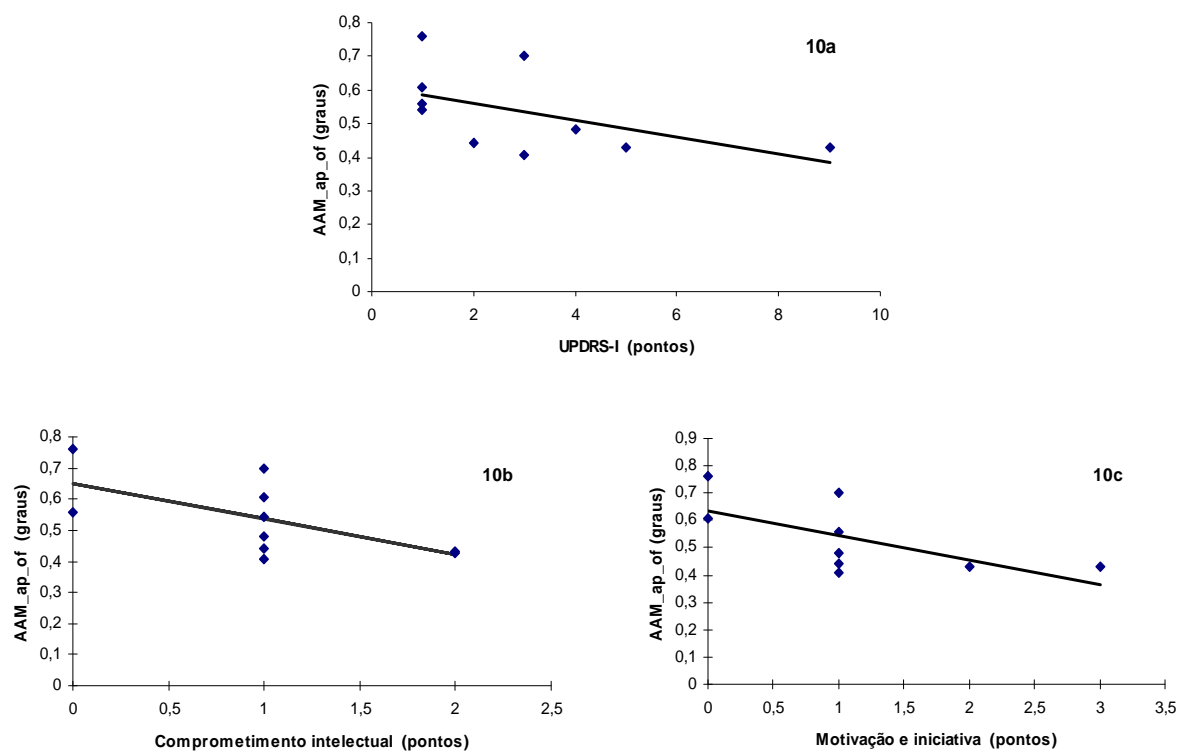 0,8
0,7
0,6
0,5
0,4
0,3
0,2
0,1
0
AAM_ap_of (graus)
10a
0 2 4 6 8 10
UPDRS-I (pontos)
0,8
0,7
0,6
0,5
0,4
0,3
0,2
0,1
0
AAM_ap_of (graus)
10b
0 0,5 1 1,5 2 2,5
Comprometimento intelectual (pontos)
0,9
0,8
0,7
0,6
0,5
0,4
0,3
0,2
0,1
0
AAM_ap_of (graus)
10c
0 0,5 1 1,5 2 2,5 3 3,5
Motivação e iniciativa (pontos)